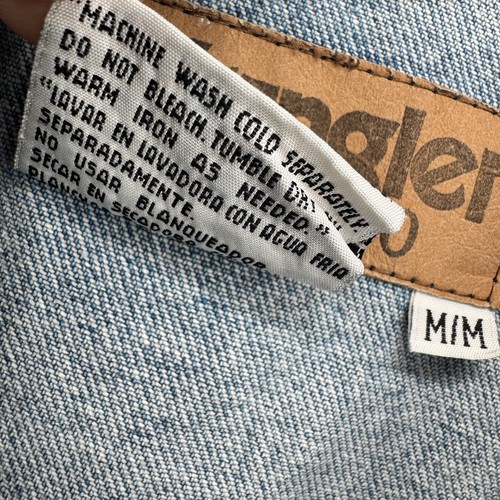 "MACHINE WASH COLD SEPARATELY
DO NOT BLEACH. TUMBLE DRY
WARM IRON AS NEEDED."
"LAVAR EN LAVADORA CON AGUA FRIA
SEPARADAMENTE.
NO USAR BLANQUEADOR
SECAR EN SECADORA
Wrangler
M/M